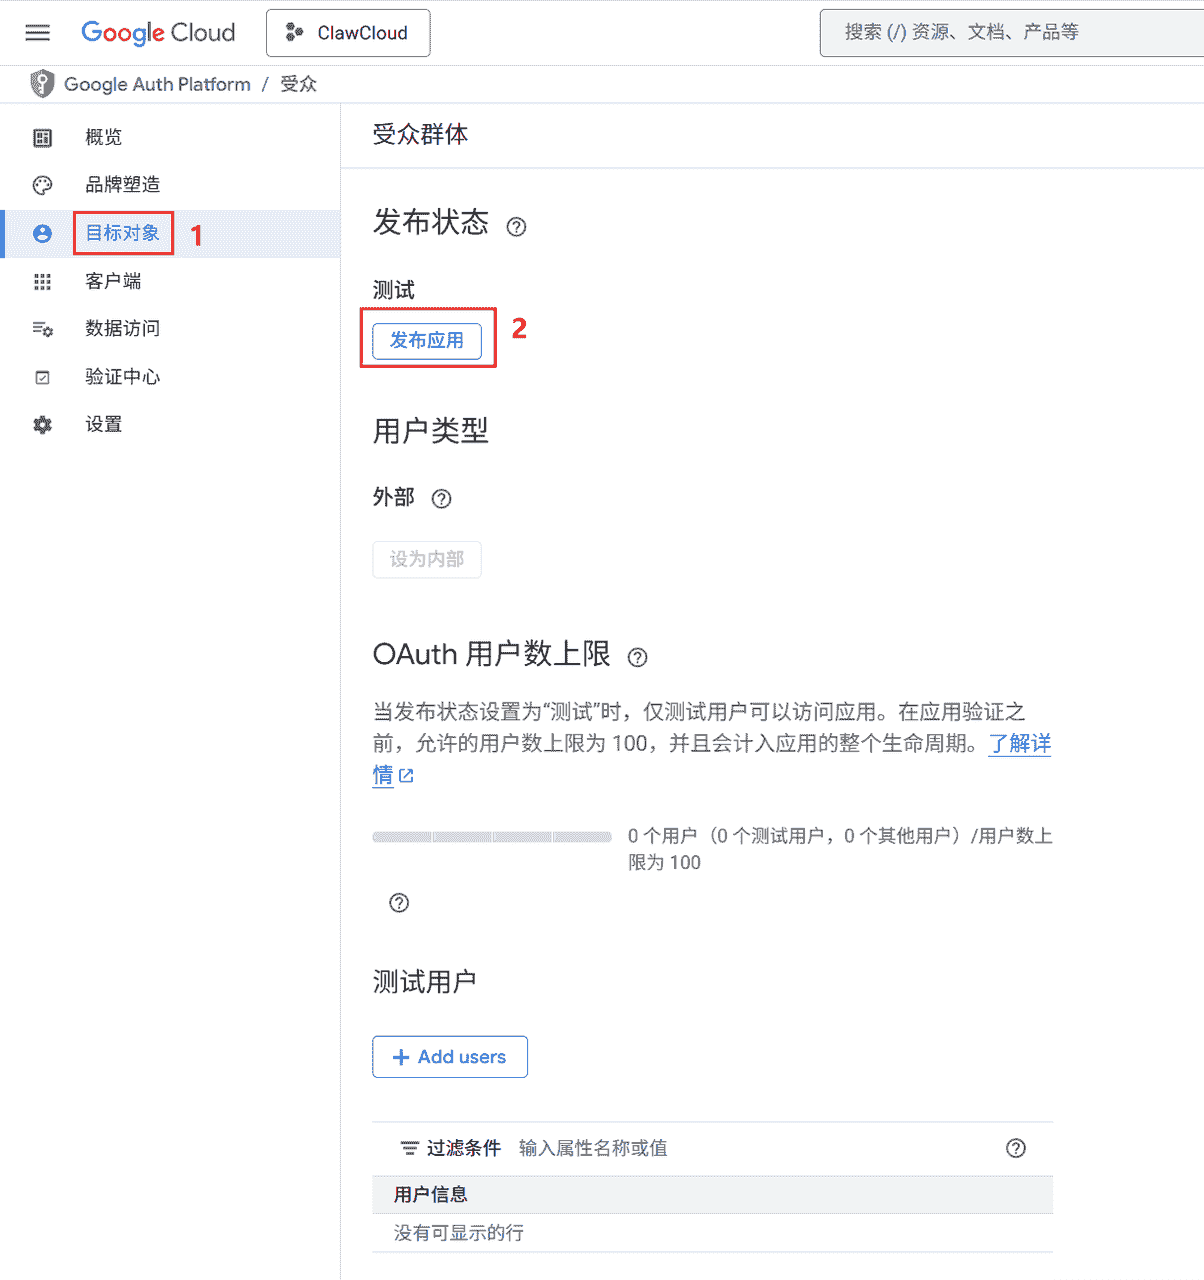 Google Cloud
ClawCloud
搜索 (/) 资源、文档、产品等
Google Auth Platform / 受众
概览
品牌塑造
目标对象
1
客户端
数据访问
验证中心
设置
受众群体
发布状态
测试
发布应用
2
用户类型
外部
设为内部
OAuth 用户数上限
当发布状态设置为“测试”时，仅测试用户可以访问应用。在应用验证之
前，允许的用户数上限为 100，并且会计入应用的整个生命周期。了解详
情
0 个用户（0 个测试用户，0 个其他用户）/用户数上
限为 100
测试用户
+ Add users
过滤条件 输入属性名称或值
用户信息
没有可显示的行